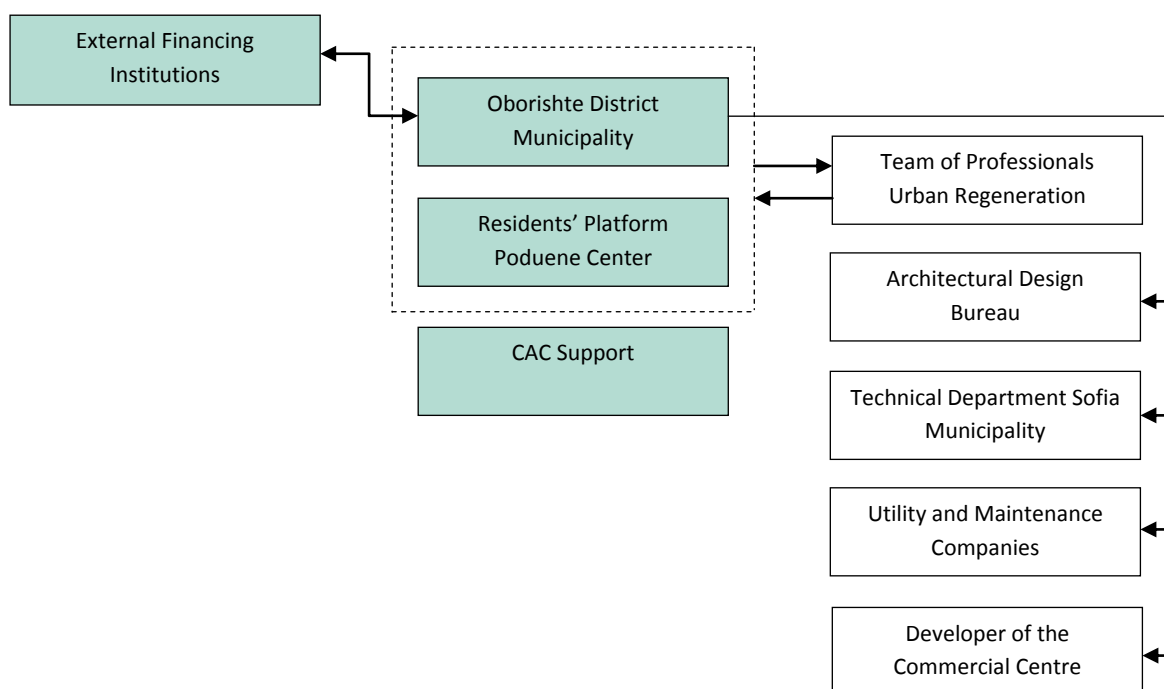 External Financing
Institutions
Oborishte District
Municipality
Team of Professionals
Urban Regeneration
Residents’ Platform
Poduene Center
Architectural Design
Bureau
CAC Support
Technical Department Sofia
Municipality
Utility and Maintenance
Companies
Developer of the
Commercial Centre